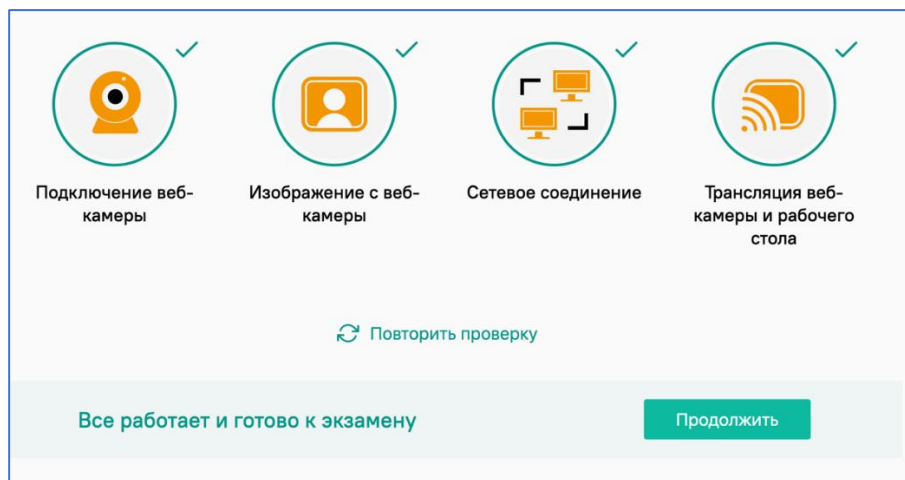 Подключение веб-
камеры
Изображение с веб-
камеры
Сетевое соединение
Трансляция веб-
камеры и рабочего
стола
Повторить проверку
Все работает и готово к экзамену
Продолжить